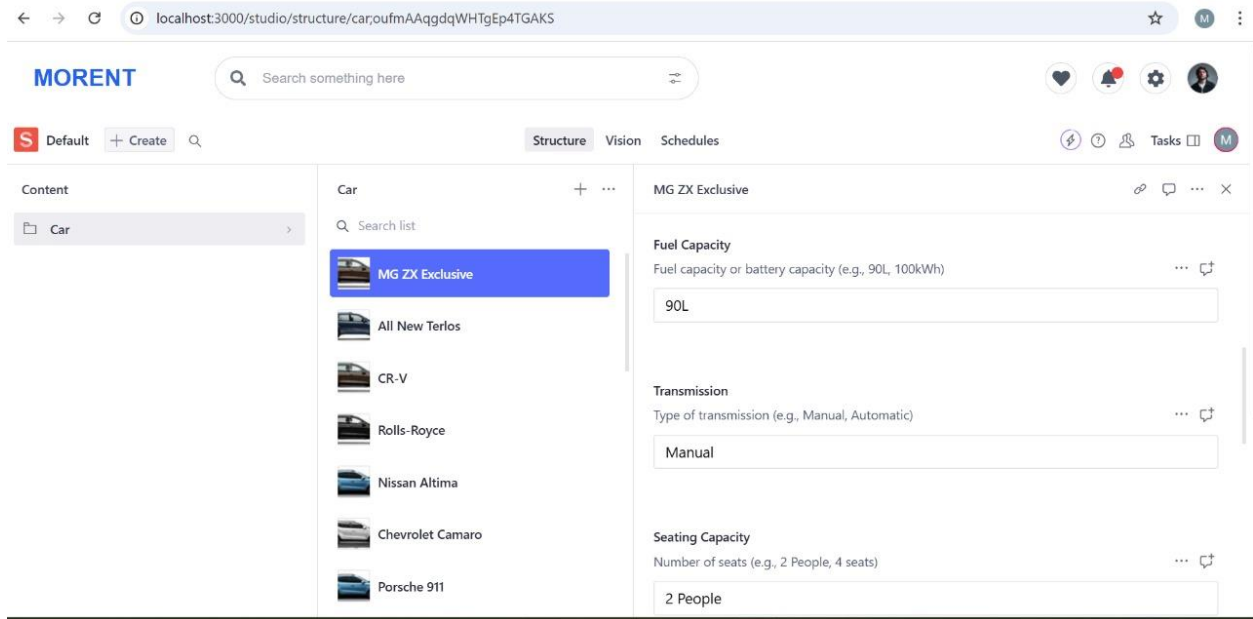 localhost:3000/studio/structure/car;oufmAAqgdqWHTgEp4TGAKS
M
MORENT
Search something here
S Default + Create
Structure Vision Schedules
Tasks M
Content
Car
Car
Search list
MG ZX Exclusive
All New Terlos
CR-V
Rolls-Royce
Nissan Altima
Chevrolet Camaro
Porsche 911
MG ZX Exclusive
Fuel Capacity
Fuel capacity or battery capacity (e.g., 90L, 100kWh)
90L
Transmission
Type of transmission (e.g., Manual, Automatic)
Manual
Seating Capacity
Number of seats (e.g., 2 People, 4 seats)
2 People